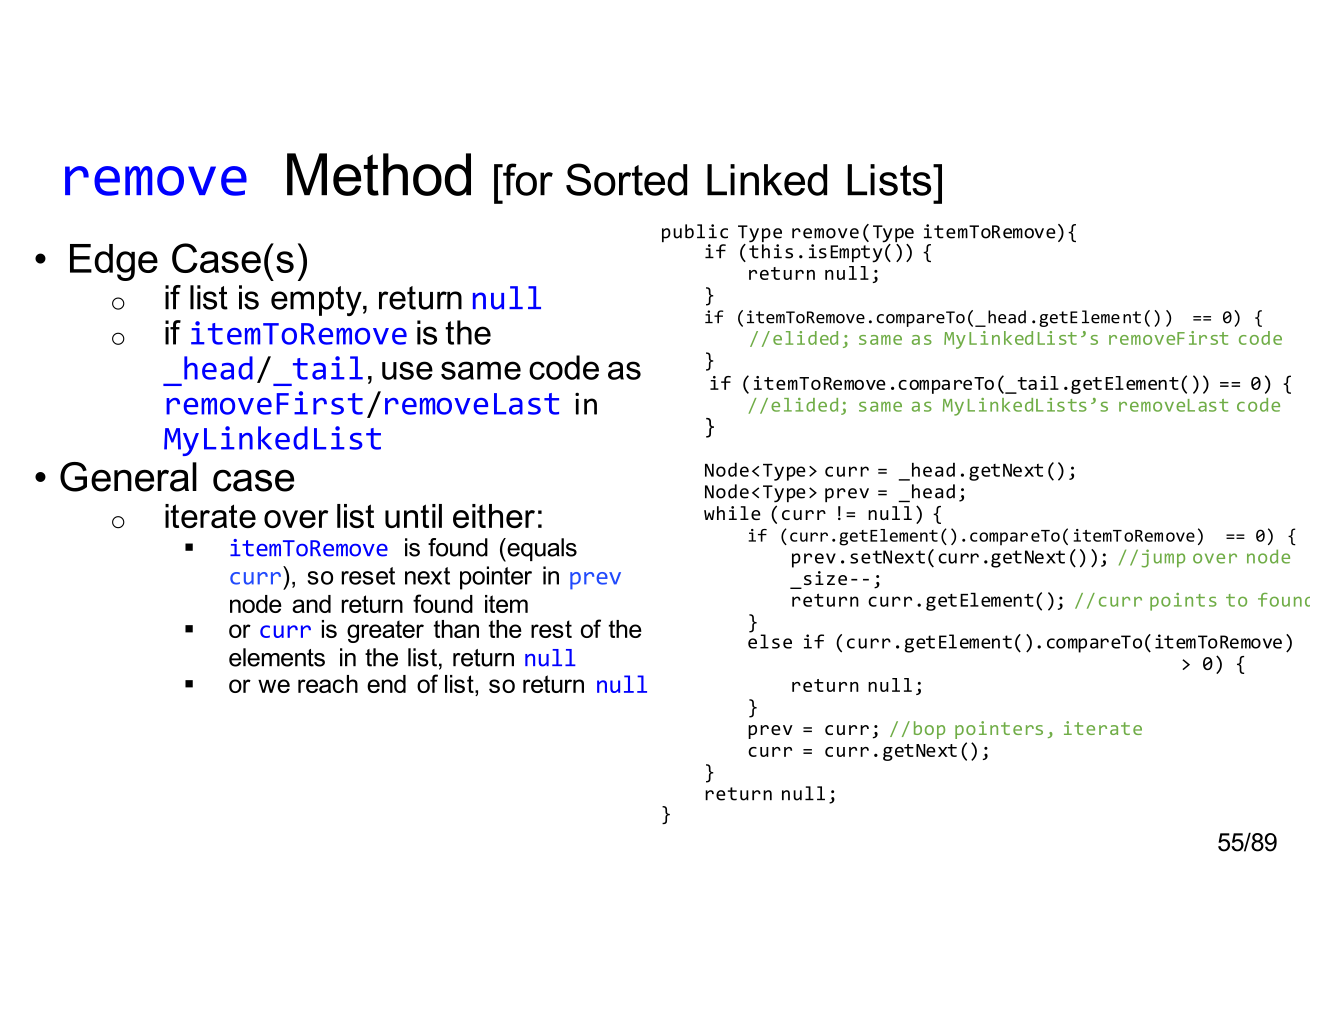 remove Method [for Sorted Linked Lists]
• Edge Case(s)
o if list is empty, return null
o if itemToRemove is the
_head/_tail, use same code as
removeFirst/removeLast in
MyLinkedList
• General case
o iterate over list until either:
▪ itemToRemove is found (equals
curr), so reset next pointer in prev
node and return found item
▪ or curr is greater than the rest of the
elements in the list, return null
▪ or we reach end of list, so return null
public Type remove(Type itemToRemove){
if (this.isEmpty()) {
return null;
}
if (itemToRemove.compareTo(_head.getElement()) == 0) {
//elided; same as MyLinkedList’s removeFirst code
}
if (itemToRemove.compareTo(_tail.getElement()) == 0) {
//elided; same as MyLinkedLists’s removeLast code
}
Node<Type> curr = _head.getNext();
Node<Type> prev = _head;
while (curr != null) {
if (curr.getElement().compareTo(itemToRemove) == 0) {
prev.setNext(curr.getNext()); //jump over node
_size--;
return curr.getElement(); //curr points to found
}
else if (curr.getElement().compareTo(itemToRemove)
> 0) {
return null;
}
prev = curr; //bop pointers, iterate
curr = curr.getNext();
}
return null;
}
55/89